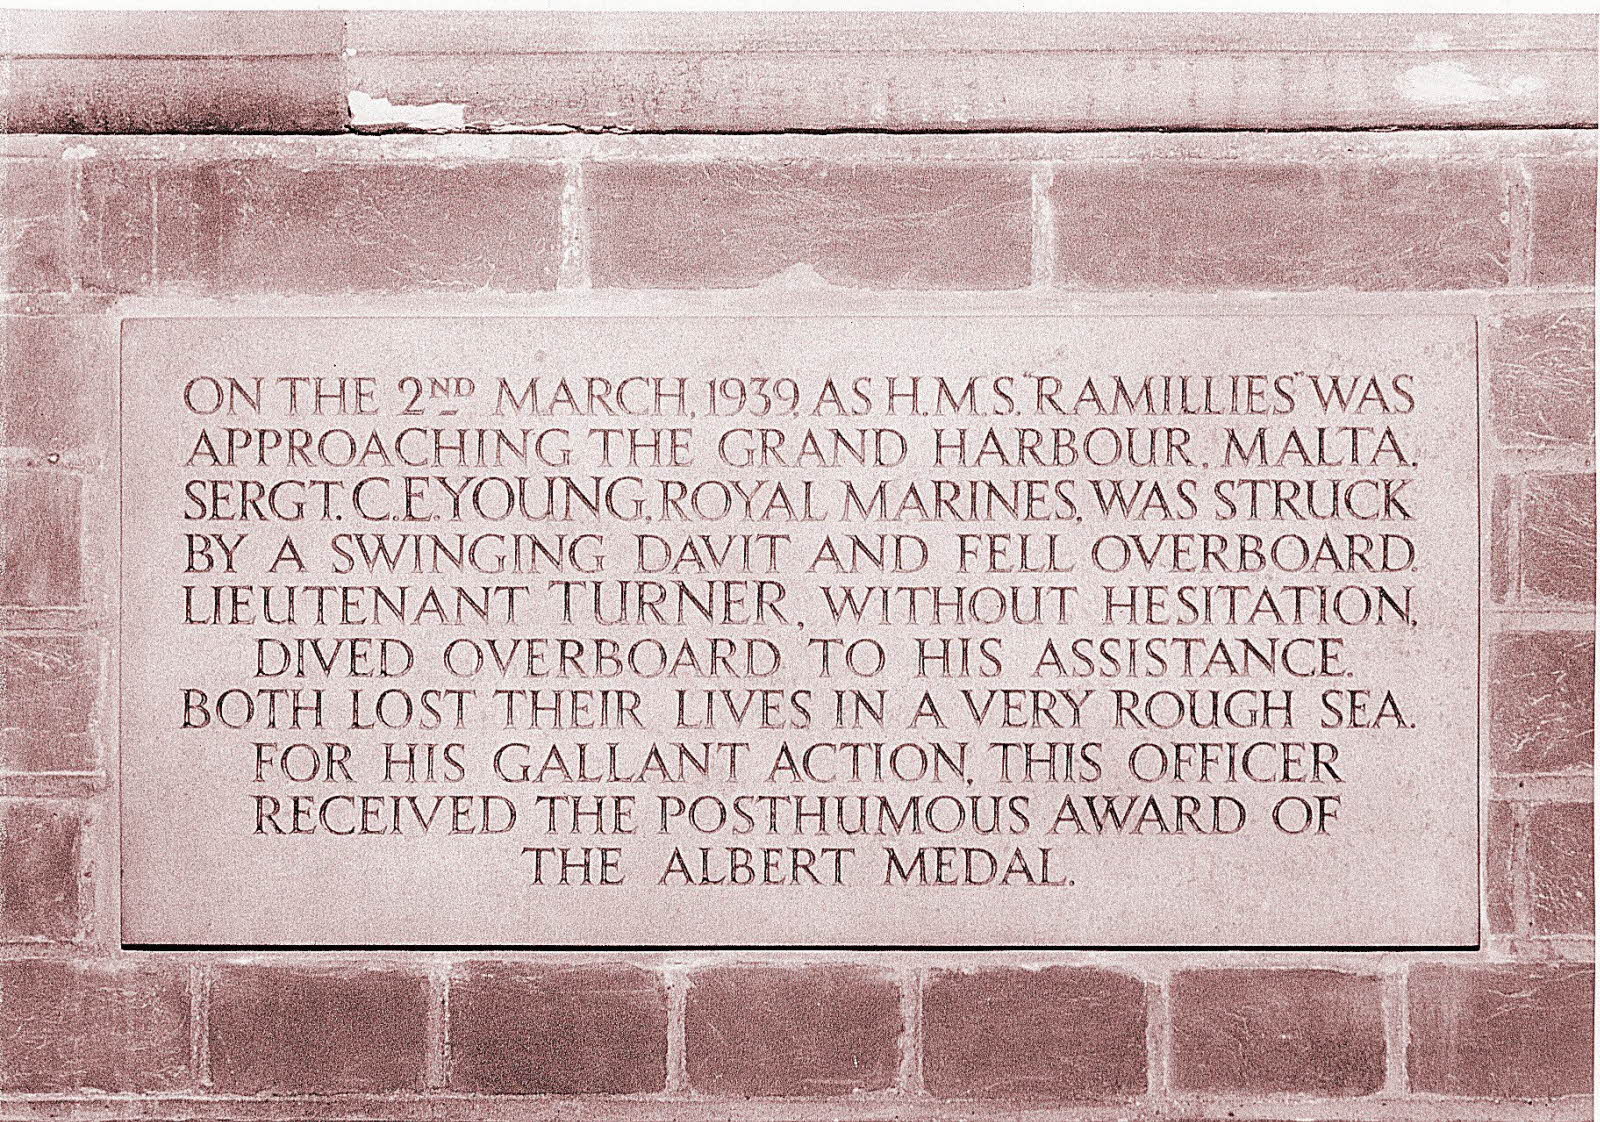 ON THE 2ND MARCH, 1939, AS H.M.S. "RAMILLIES" WAS
APPROACHING THE GRAND HARBOUR, MALTA,
SERGT. C.E. YOUNG, ROYAL MARINES, WAS STRUCK
BY A SWINGING DAVIT AND FELL OVERBOARD.
LIEUTENANT TURNER, WITHOUT HESITATION,
DIVED OVERBOARD TO HIS ASSISTANCE.
BOTH LOST THEIR LIVES IN A VERY ROUGH SEA.
FOR HIS GALLANT ACTION, THIS OFFICER
RECEIVED THE POSTHUMOUS AWARD OF
THE ALBERT MEDAL.